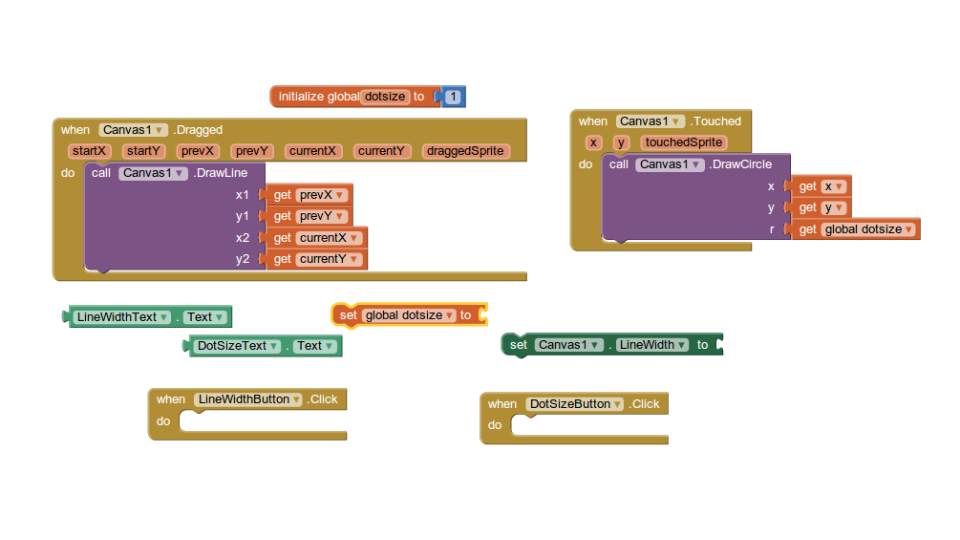 initialize global dotsize to 1
when Canvas1 .Dragged
startX startY prevX prevY currentX currentY draggedSprite
do call Canvas1 .DrawLine
x1 get prevX
y1 get prevY
x2 get currentX
y2 get currentY
when Canvas1 .Touched
x y touchedSprite
do call Canvas1 .DrawCircle
x get x
y get y
r get global dotsize
LineWidthText . Text
set global dotsize to
DotSizeText . Text
set Canvas1 . LineWidth to
when LineWidthButton .Click
do
when DotSizeButton .Click
do